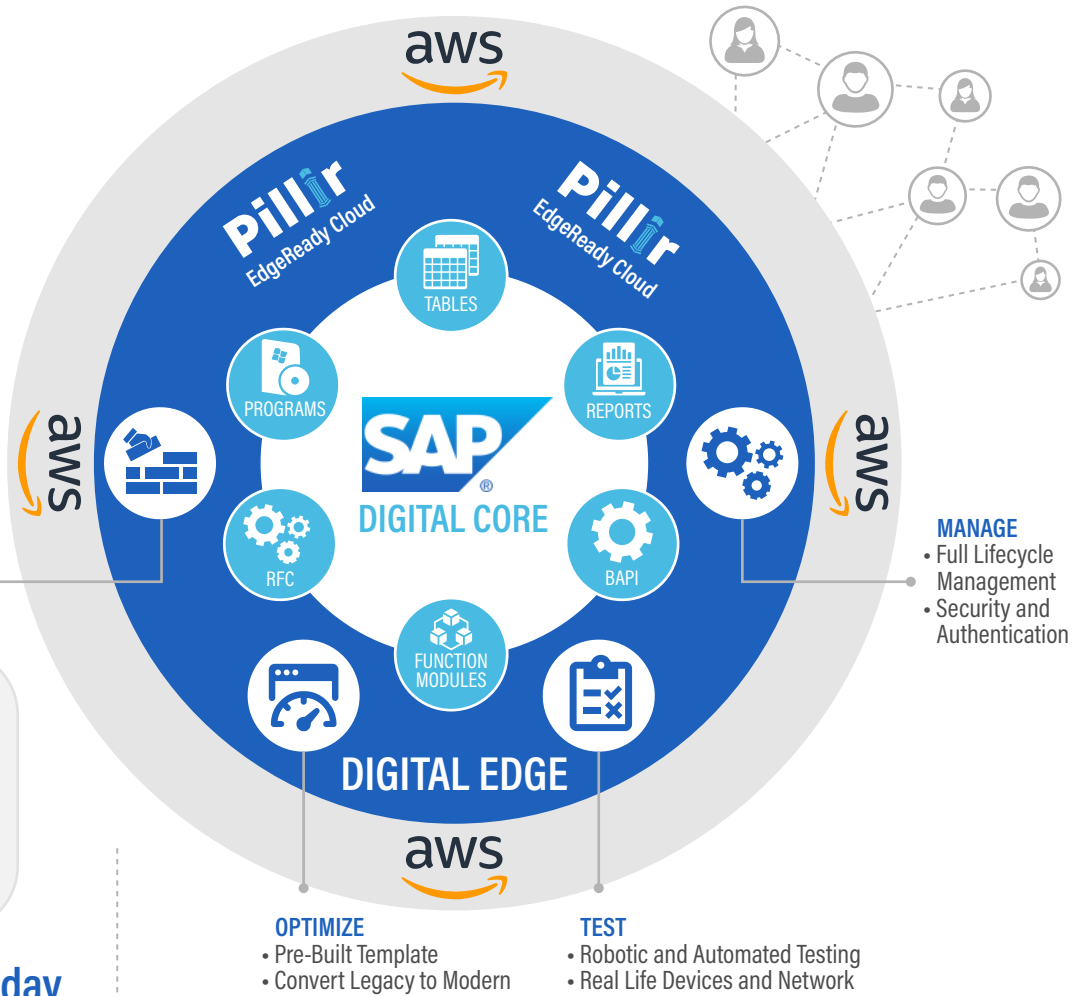 aws
Pillir
EdgeReady Cloud
Pillir
EdgeReady Cloud
TABLES
PROGRAMS
REPORTS
aws
SAP
®
DIGITAL CORE
aws
RFC
BAPI
FUNCTION
MODULES
MANAGE
• Full Lifecycle
Management
• Security and
Authentication
DIGITAL EDGE
aws
OPTIMIZE
• Pre-Built Template
• Convert Legacy to Modern
TEST
• Robotic and Automated Testing
• Real Life Devices and Network
day